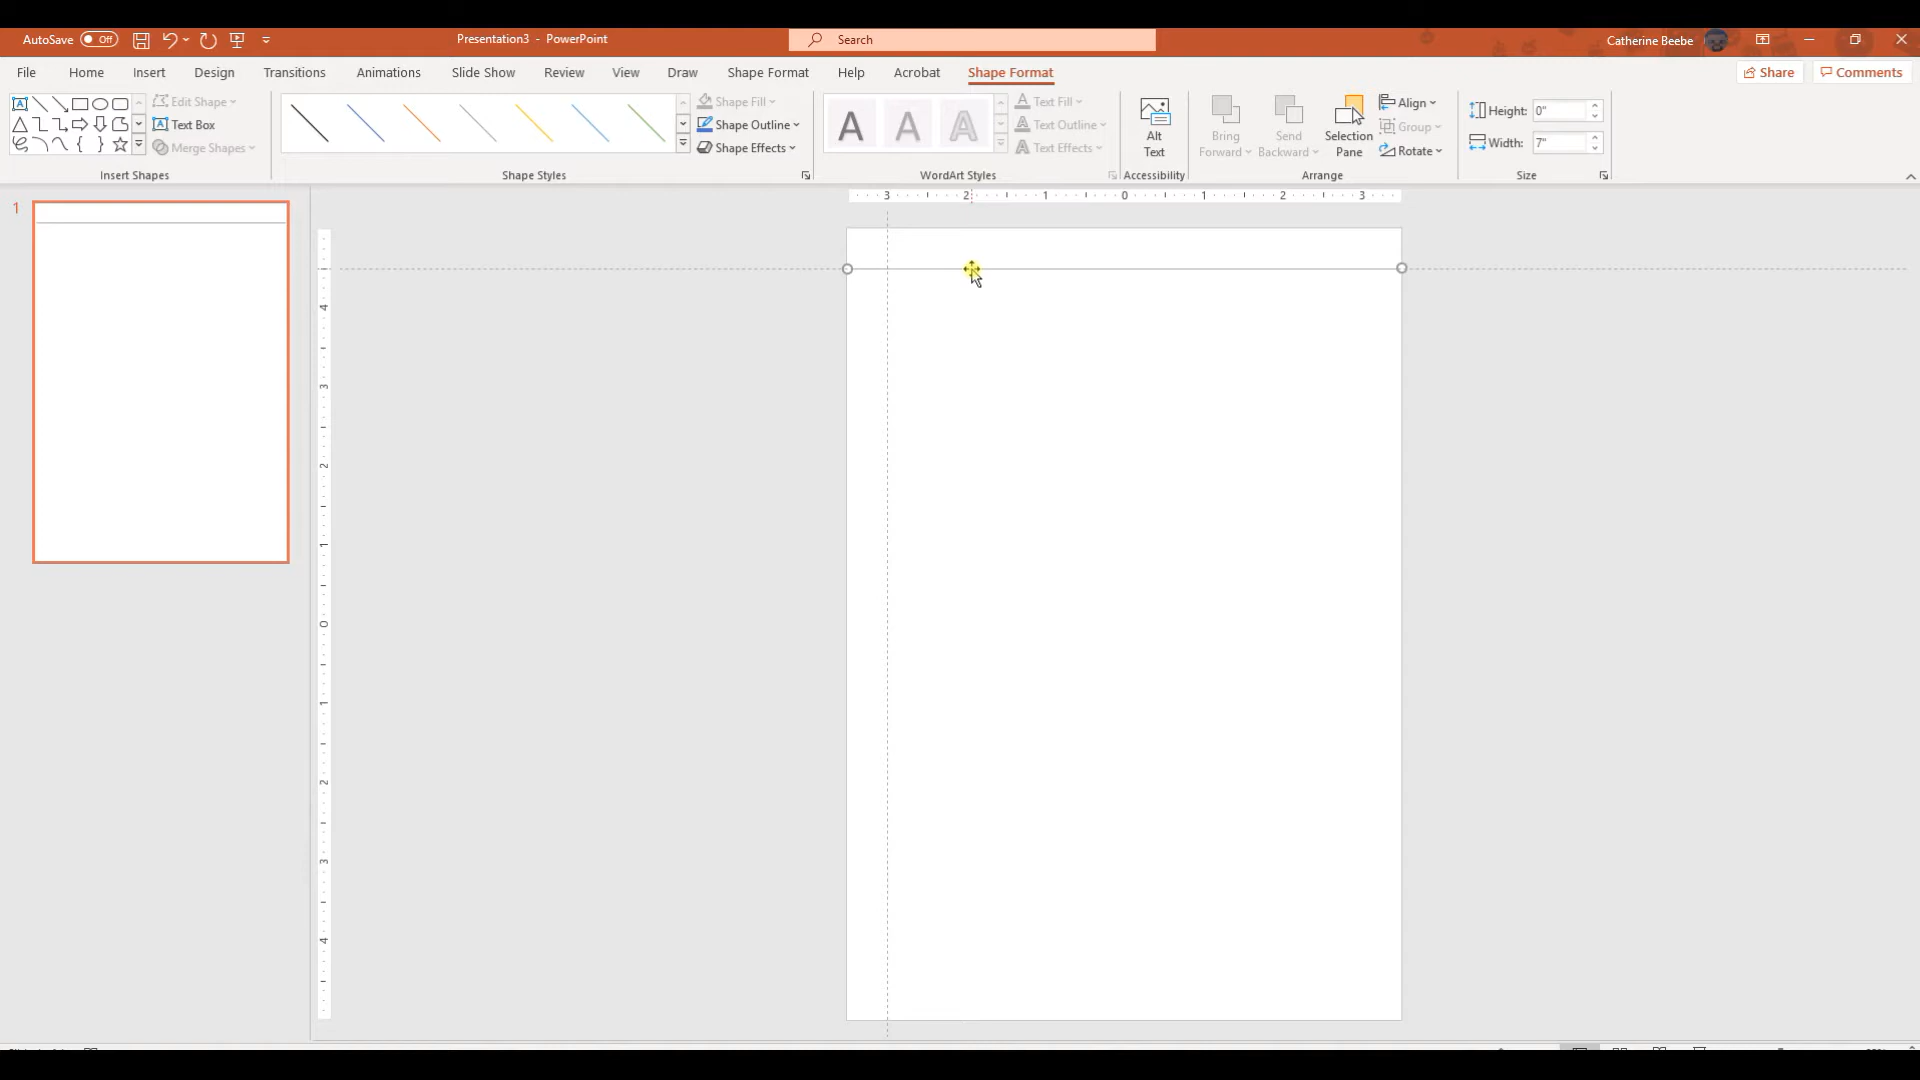 AutoSave Off
Presentation3 - PowerPoint
Search
Catherine Beebe
File Home Insert Design Transitions Animations Slide Show Review View Draw Shape Format Help Acrobat Shape Format
Share Comments
Edit Shape
Text Box
Merge Shapes
Insert Shapes
Shape Fill
Shape Outline
Shape Effects
Shape Styles
A A A
Text Fill
Text Outline
Text Effects
WordArt Styles
Alt
Text
Accessibility
Bring
Forward
Send
Backward
Selection
Pane
Align
Group
Rotate
Arrange
Height: 0"
Width: 7"
Size
3 2 1 0 1 2 3
1
4
3
2
1
0
1
2
3
4